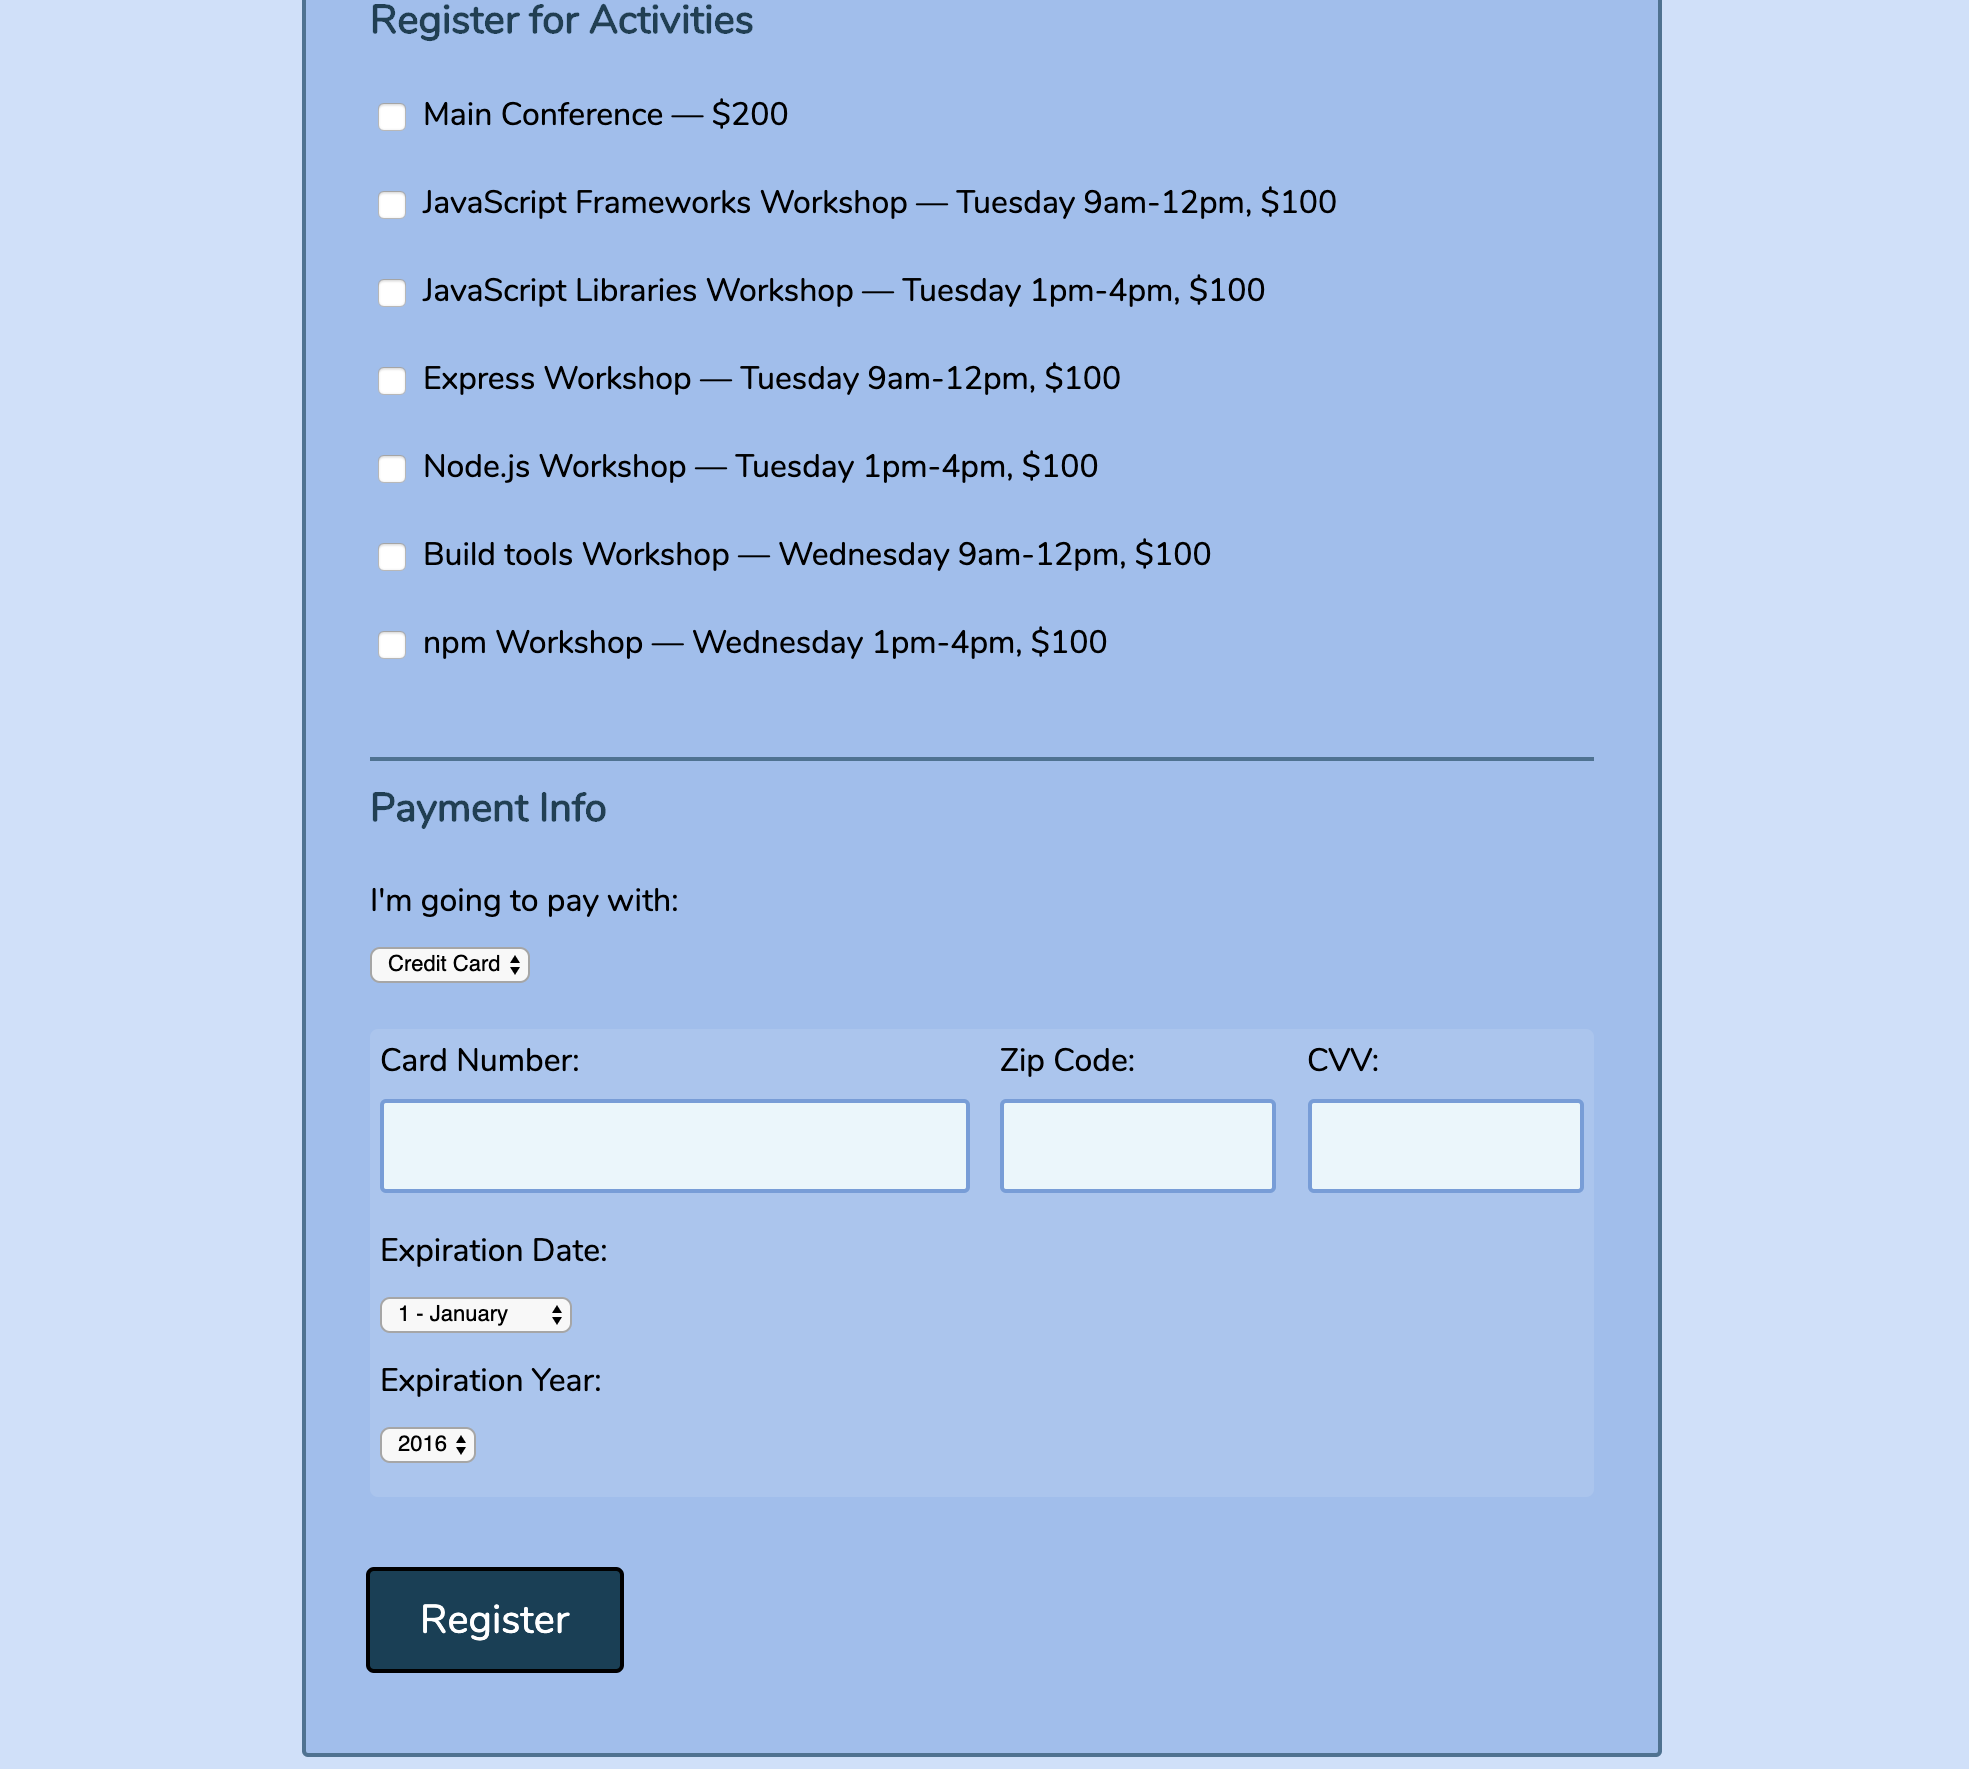 Register for Activities
Main Conference — $200
JavaScript Frameworks Workshop — Tuesday 9am-12pm, $100
JavaScript Libraries Workshop — Tuesday 1pm-4pm, $100
Express Workshop — Tuesday 9am-12pm, $100
Node.js Workshop — Tuesday 1pm-4pm, $100
Build tools Workshop — Wednesday 9am-12pm, $100
npm Workshop — Wednesday 1pm-4pm, $100
Payment Info
I'm going to pay with:
Credit Card
Card Number: Zip Code: CVV:
Expiration Date:
1 - January
Expiration Year:
2016
Register